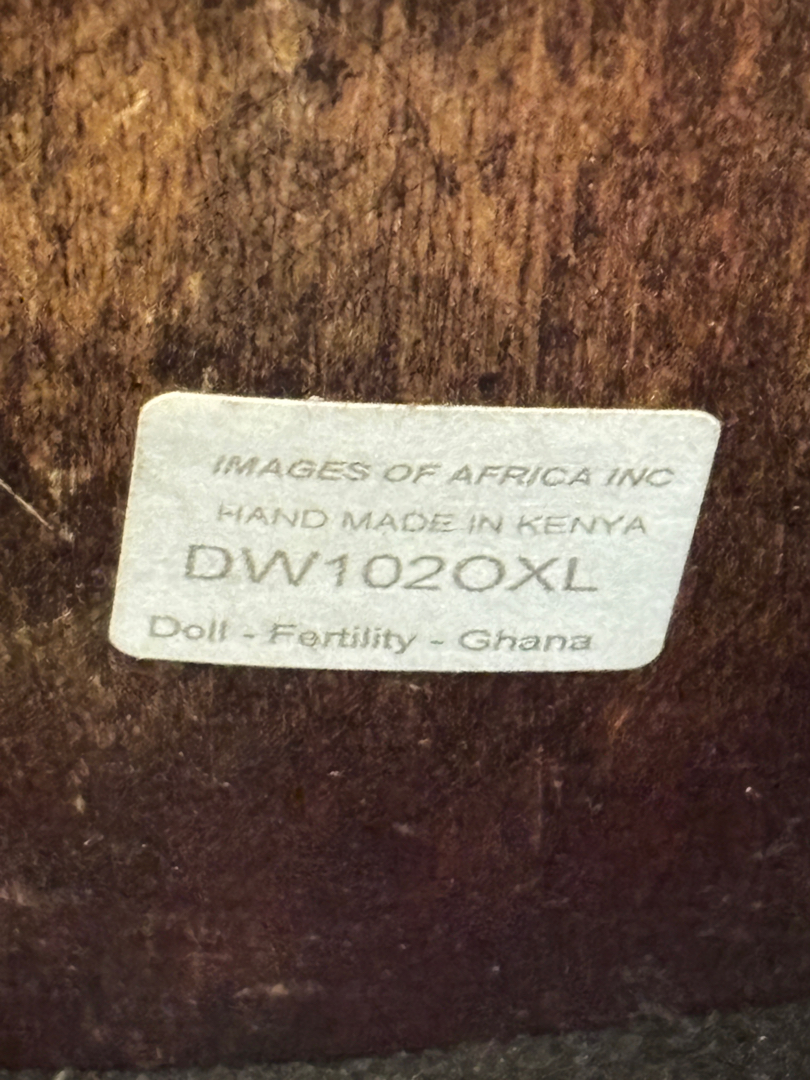 IMAGES OF AFRICA INC
HAND MADE IN KENYA
DW102OXL
Doll - Fertility - Ghana